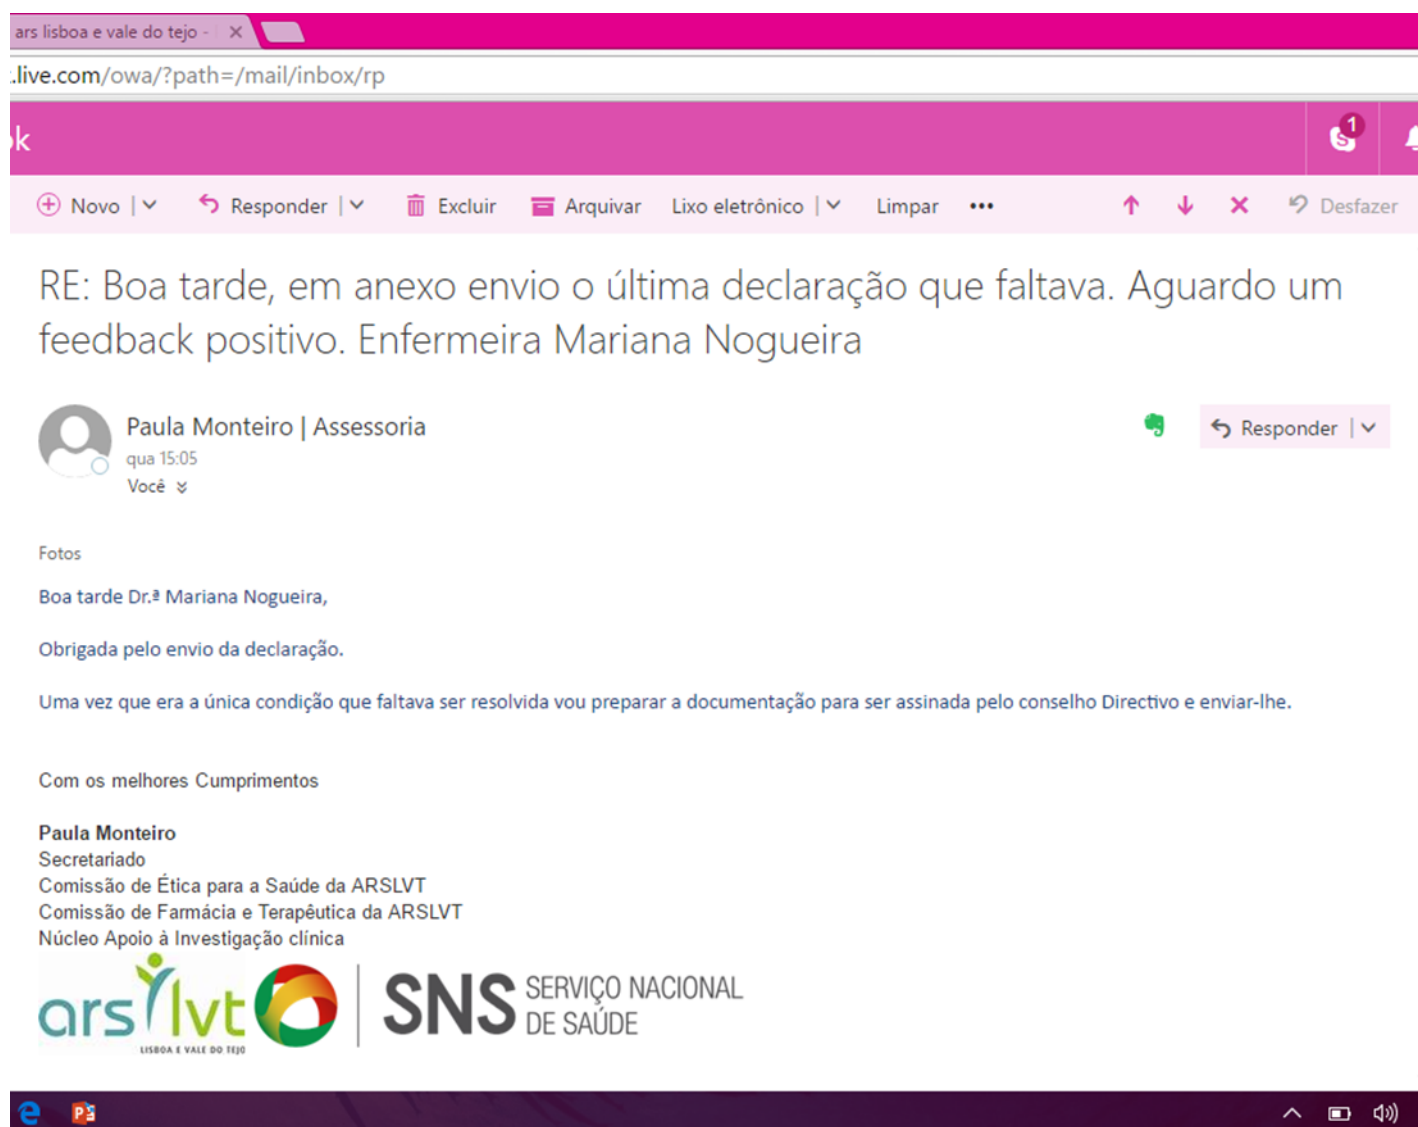 ars lisboa e vale do tejo -
.live.com/owa/?path=/mail/inbox/rp
ok
1
Novo
Responder
Excluir
Arquivar
Lixo eletrônico
Limpar
Desfazer
RE: Boa tarde, em anexo envio o última declaração que faltava. Aguardo um
feedback positivo. Enfermeira Mariana Nogueira
Paula Monteiro | Assessoria
qua 15:05
Você
Responder
Fotos
Boa tarde Dr.ª Mariana Nogueira,
Obrigada pelo envio da declaração.
Uma vez que era a única condição que faltava ser resolvida vou preparar a documentação para ser assinada pelo conselho Directivo e enviar-lhe.
Com os melhores Cumprimentos
Paula Monteiro
Secretariado
Comissão de Ética para a Saúde da ARSLVT
Comissão de Farmácia e Terapêutica da ARSLVT
Núcleo Apoio à Investigação clínica
ars lvt
LISBOA E VALE DO TEJO
SNS SERVIÇO NACIONAL
DE SAÚDE